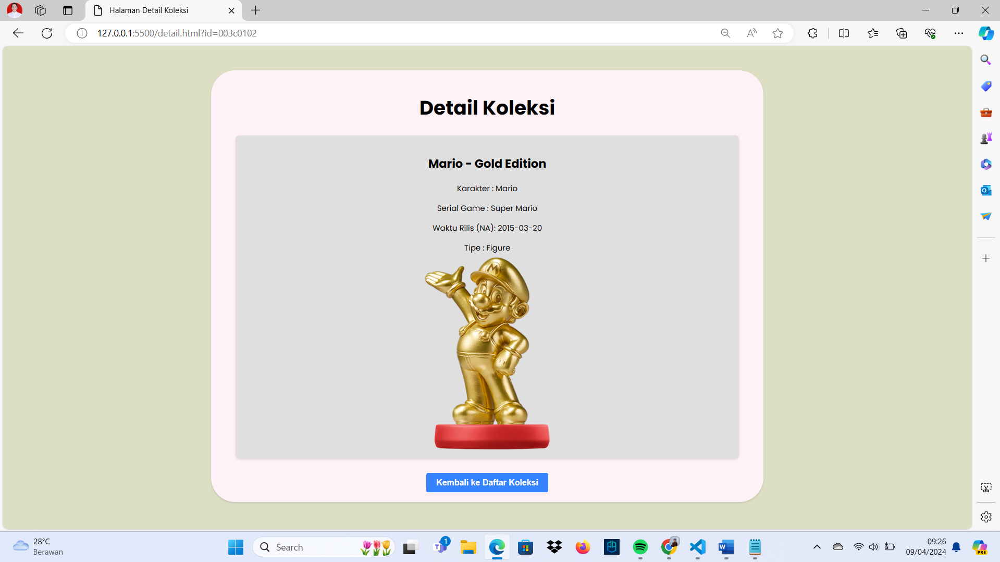 Halaman Detail Koleksi
127.0.0.1:5500/detail.html?id=003c0102
Detail Koleksi
Mario - Gold Edition
Karakter : Mario
Serial Game : Super Mario
Waktu Rilis (NA): 2015-03-20
Tipe : Figure
M
Kembali ke Daftar Koleksi
28°C
Berawan
Search
1
09:26
09/04/2024
PRE